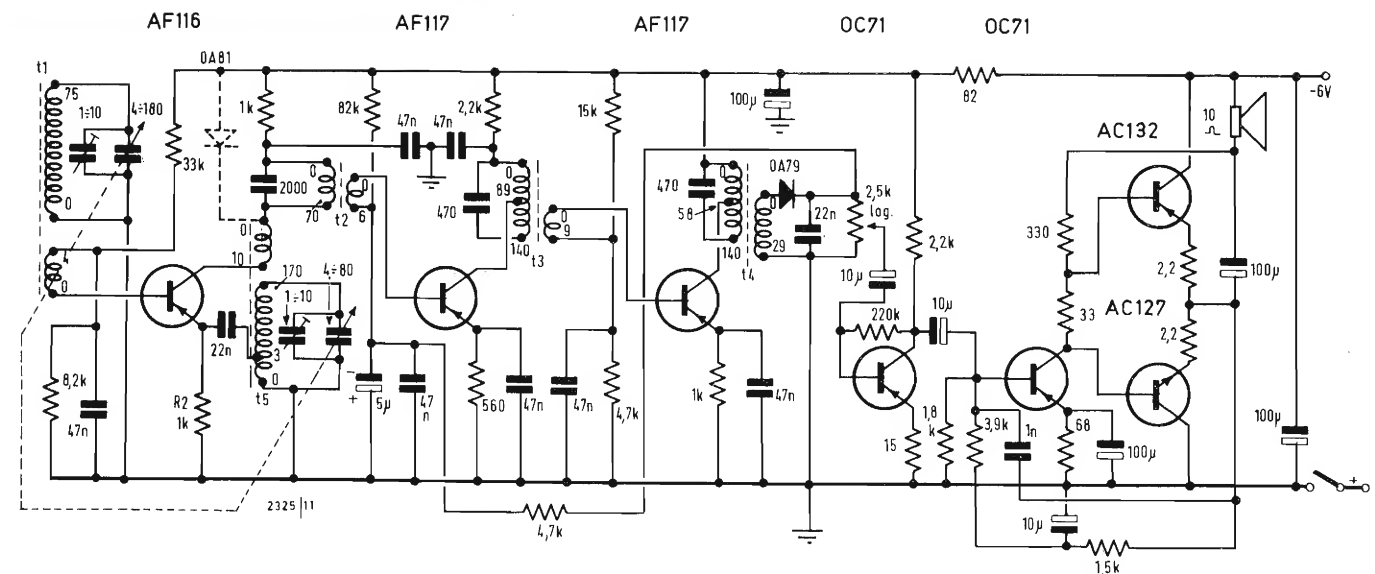 AF116
AF117
AF117
OC71
OC71
t1
75
1÷10
4÷180
0
33k
0A81
1k
82k
2,2k
47n
47n
15k
100µ
82
-6V
10
AC132
2000
0
70
t2
0
6
470
89
0
140
t3
0
9
470
58
0
140
t4
0A79
0
29
22n
2,5k
log.
10µ
2,2k
330
2,2
100µ
4
0
0
10
170
1÷10
4÷80
3
0
t5
22n
220k
10µ
33
AC127
2,2
8,2k
47n
R2
1k
-
+
5µ
47
n
560
47n
47n
4,7k
1k
47n
15
1,8
k
3,9k
1n
68
100µ
100µ
+
2325|11
4,7k
10µ
1,5k